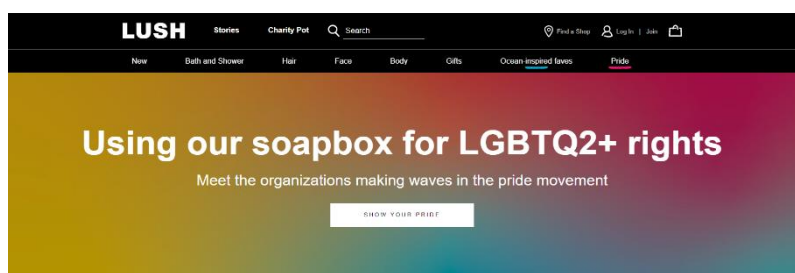 LUSH Stories Charity Pot Search Find a Shop Log In | Join
New Bath and Shower Hair Face Body Gifts Ocean-inspired faves Pride
Using our soapbox for LGBTQ2+ rights
Meet the organizations making waves in the pride movement
SHOW YOUR PRIDE